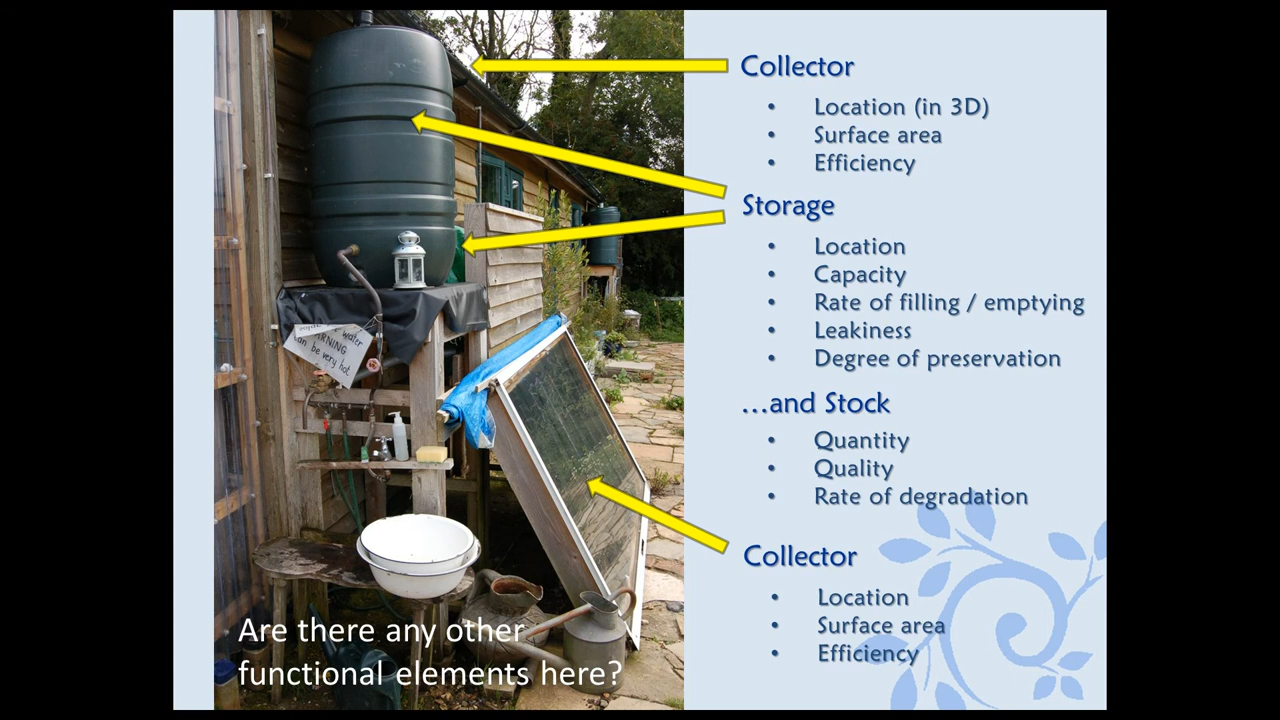 Collector
• Location (in 3D)
• Surface area
• Efficiency
Storage
• Location
• Capacity
• Rate of filling / emptying
• Leakiness
• Degree of preservation
...and Stock
• Quantity
• Quality
• Rate of degradation
Collector
• Location
• Surface area
• Efficiency
water
WARNING
can be very hot
Are there any other
functional elements here?